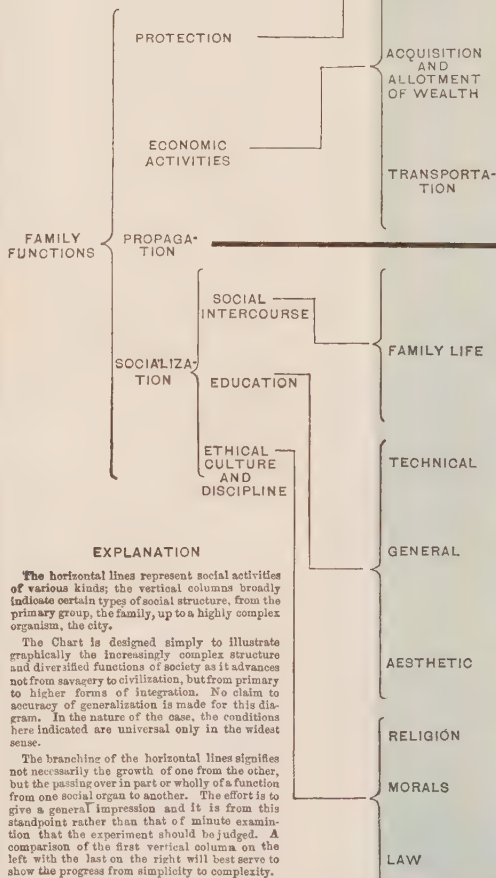 PROTECTION
ACQUISITION
AND
ALLOTMENT
OF WEALTH
ECONOMIC
ACTIVITIES
TRANSPORTA-
TION
FAMILY
FUNCTIONS
PROPAGA-
TION
SOCIAL
INTERCOURSE
FAMILY LIFE
SOCIALIZA-
TION
EDUCATION
ETHICAL
CULTURE
AND
DISCIPLINE
TECHNICAL
GENERAL
AESTHETIC
RELIGION
MORALS
LAW
EXPLANATION
The horizontal lines represent social activities
of various kinds; the vertical columns broadly
indicate certain types of social structure, from the
primary group, the family, up to a highly complex
organism, the city.
The Chart is designed simply to illustrate
graphically the increasingly complex structure
and diversified functions of society as it advances
not from savagery to civilization, but from primary
to higher forms of integration. No claim to
accuracy of generalization is made for this dia-
gram. In the nature of the case, the conditions
here indicated are universal only in the widest
sense.
The branching of the horizontal lines signifies
not necessarily the growth of one from the other,
but the passing over in part or wholly of a function
from one social organ to another. The effort is to
give a general impression and it is from this
standpoint rather than that of minute examin-
tion that the experiment should be judged. A
comparison of the first vertical column on the
left with the last on the right will best serve to
show the progress from simplicity to complexity.